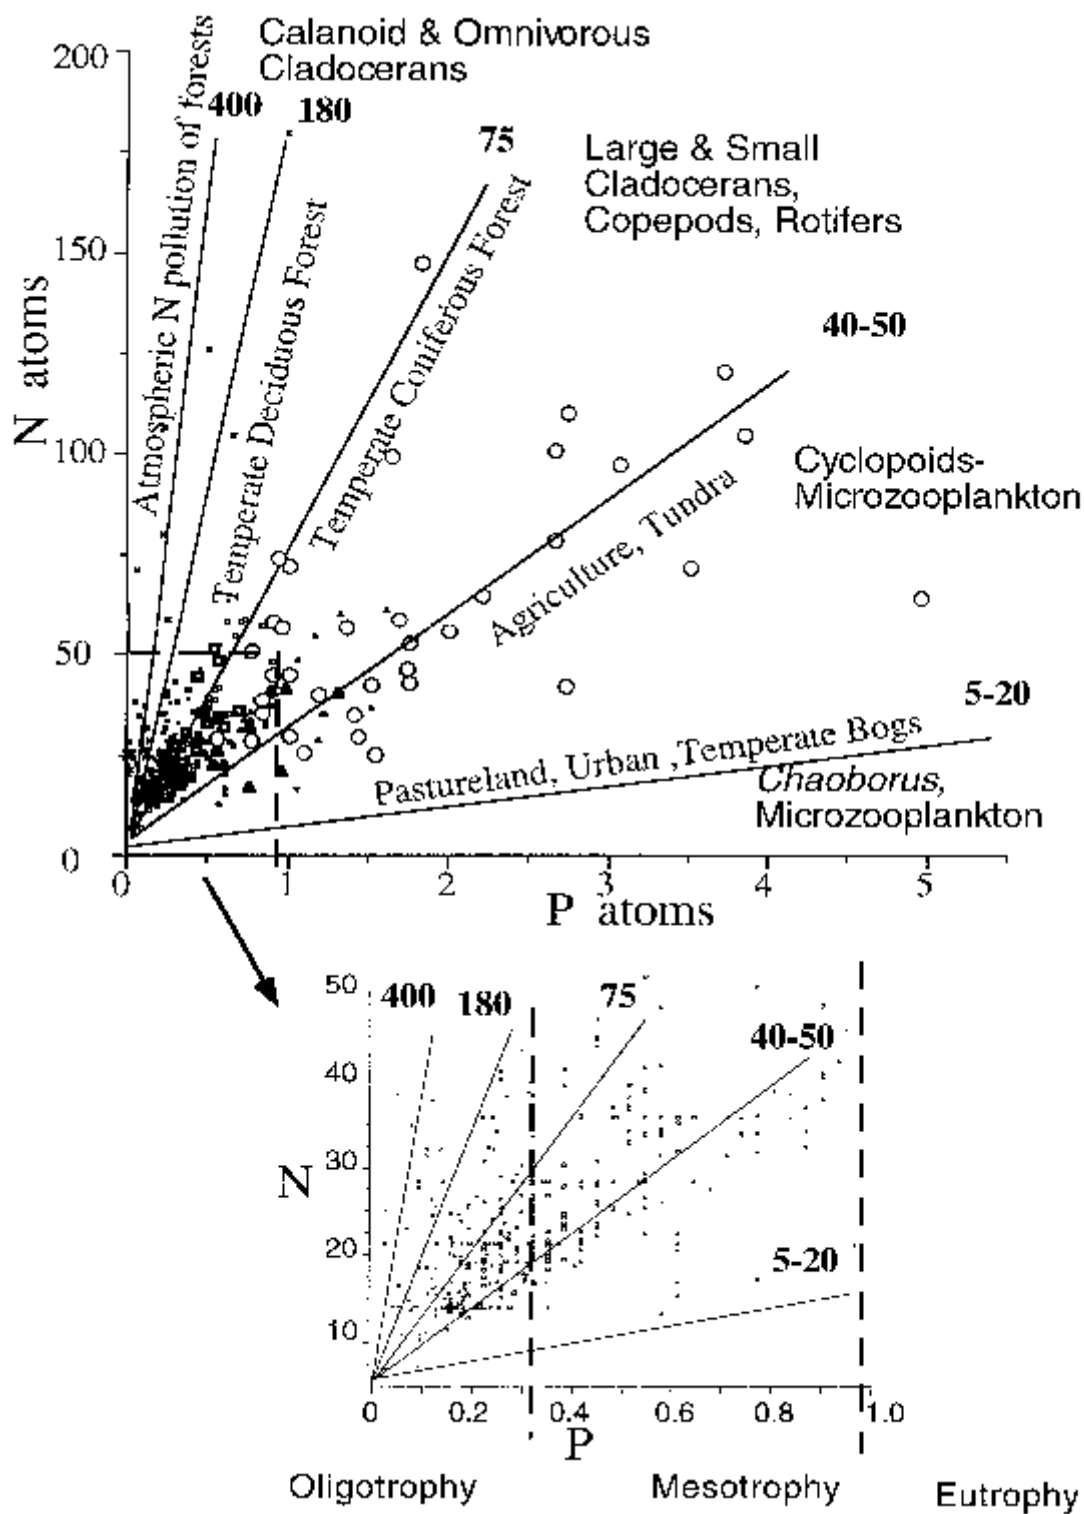 Calanoid & Omnivorous
Cladocerans
200
400
180
75
Large & Small
Cladocerans,
Copepods, Rotifers
Atmospheric N pollution of forests
Temperate Deciduous Forest
Temperate Coniferous Forest
150
N atoms
40-50
100
Cyclopoids-
Microzooplankton
Agriculture, Tundra
50
5-20
Pastureland, Urban ,Temperate Bogs
Chaoborus,
Microzooplankton
0
0 1 2 3 4 5
P atoms
50
400
180
75
40-50
40
30
N
20
5-20
10
0 0.2 0.4 0.6 0.8 1.0
P
Oligotrophy Mesotrophy Eutrophy